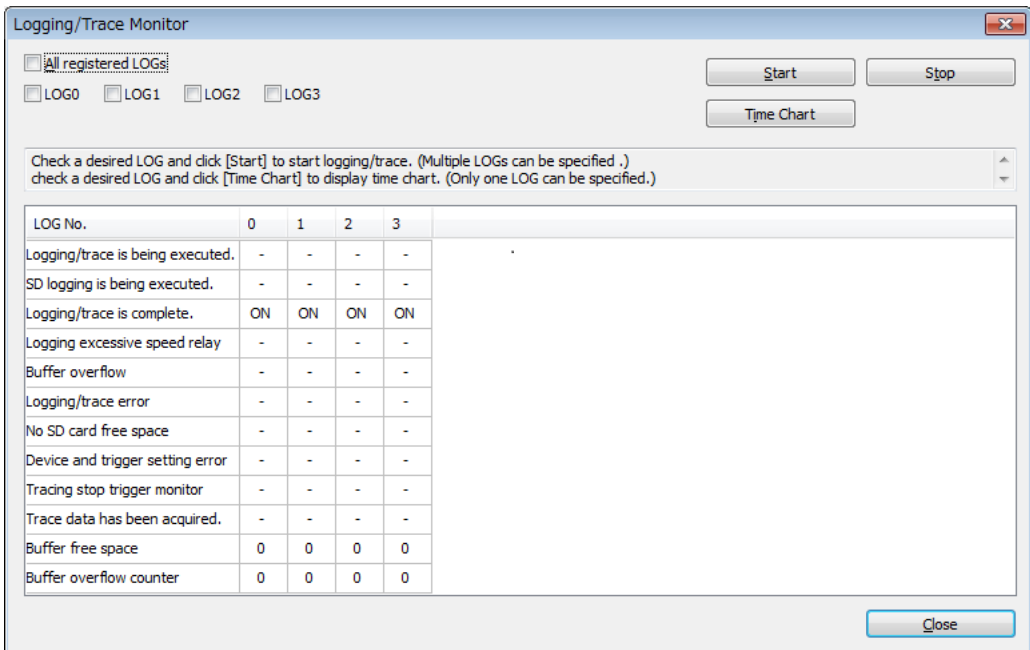 Logging/Trace Monitor
All registered LOGs
LOG0 LOG1 LOG2 LOG3
Start Stop
Time Chart
Check a desired LOG and click [Start] to start logging/trace. (Multiple LOGs can be specified .)
check a desired LOG and click [Time Chart] to display time chart. (Only one LOG can be specified.)
LOG No. 0 1 2 3
Logging/trace is being executed. - - - -
SD logging is being executed. - - - -
Logging/trace is complete. ON ON ON ON
Logging excessive speed relay - - - -
Buffer overflow - - - -
Logging/trace error - - - -
No SD card free space - - - -
Device and trigger setting error - - - -
Tracing stop trigger monitor - - - -
Trace data has been acquired. - - - -
Buffer free space 0 0 0 0
Buffer overflow counter 0 0 0 0
Close